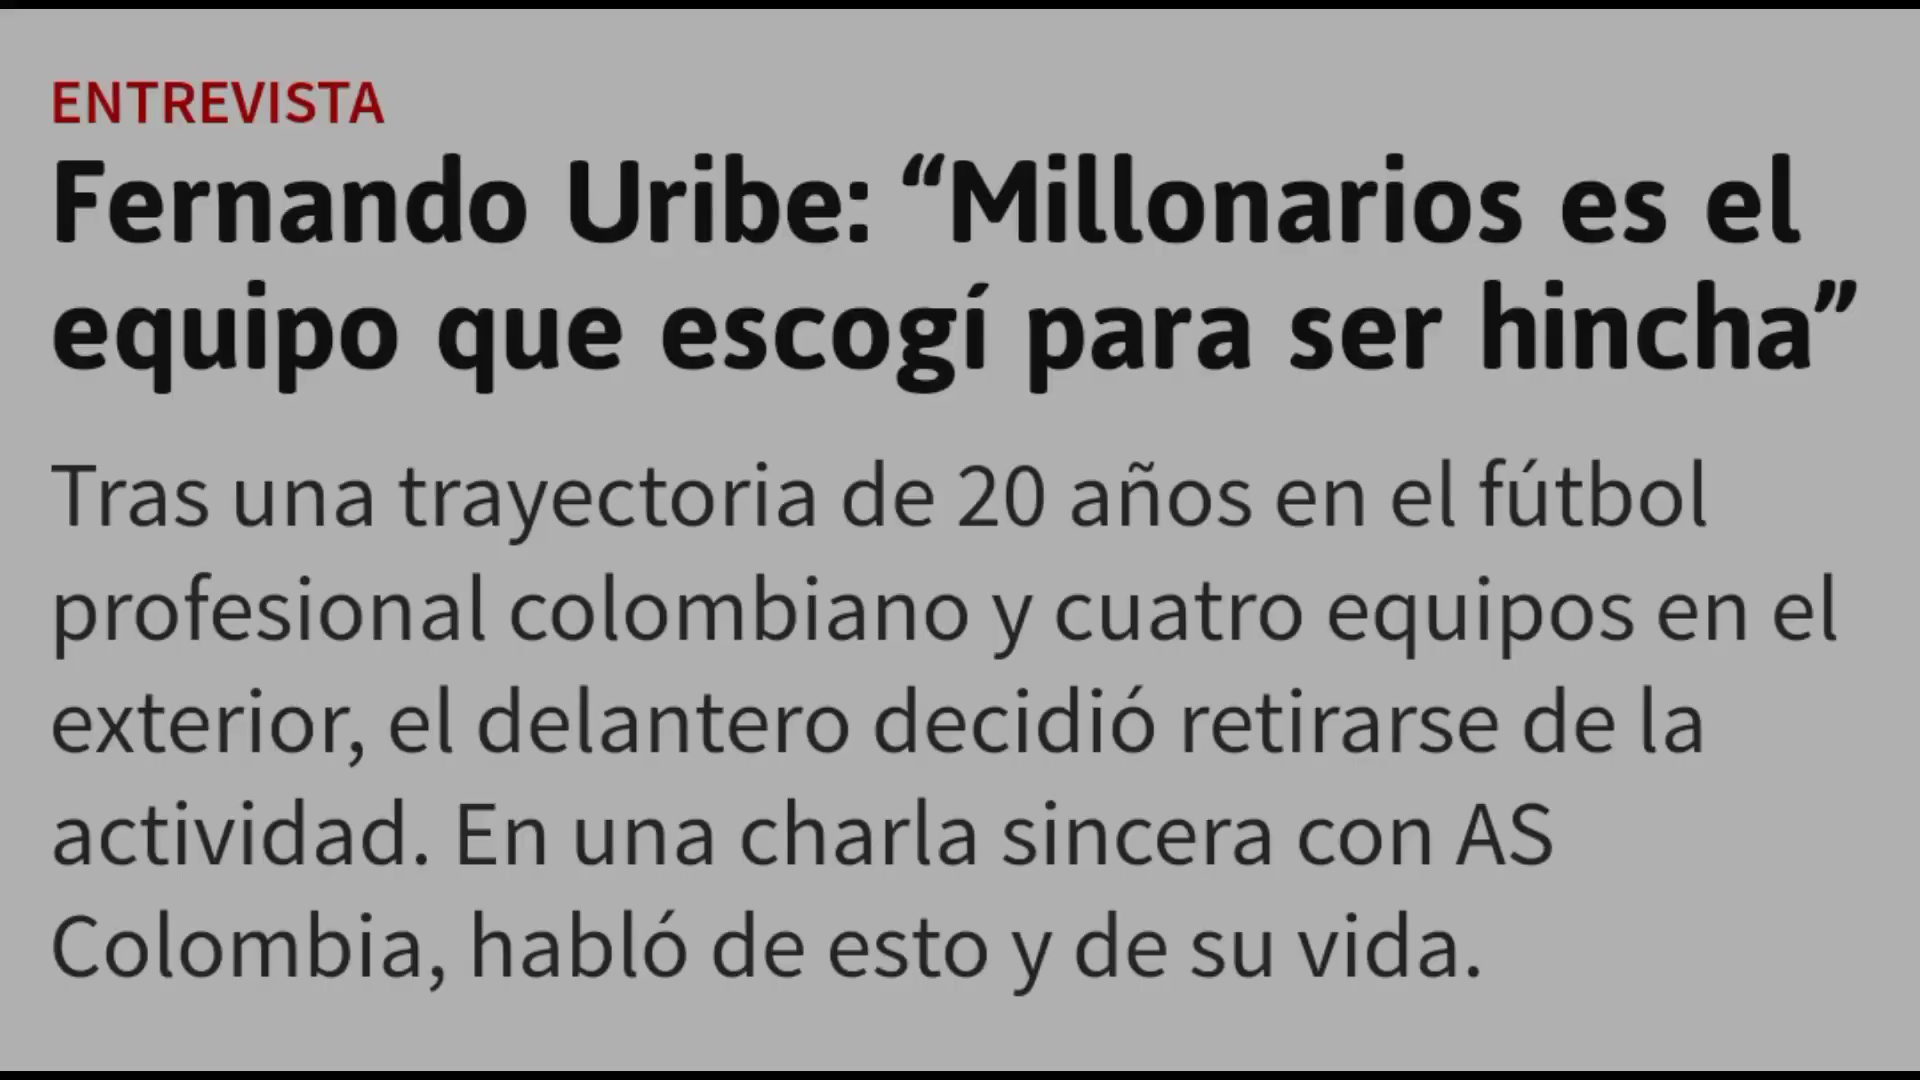 ENTREVISTA
Fernando Uribe: “Millonarios es el
equipo que escogí para ser hincha”
Tras una trayectoria de 20 años en el fútbol
profesional colombiano y cuatro equipos en el
exterior, el delantero decidió retirarse de la
actividad. En una charla sincera con AS
Colombia, habló de esto y de su vida.